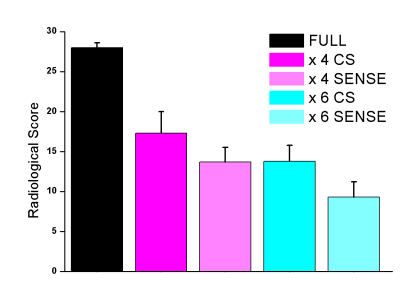 30
25
20
15
10
5
0
Radiological Score
FULL
x 4 CS
x 4 SENSE
x 6 CS
x 6 SENSE